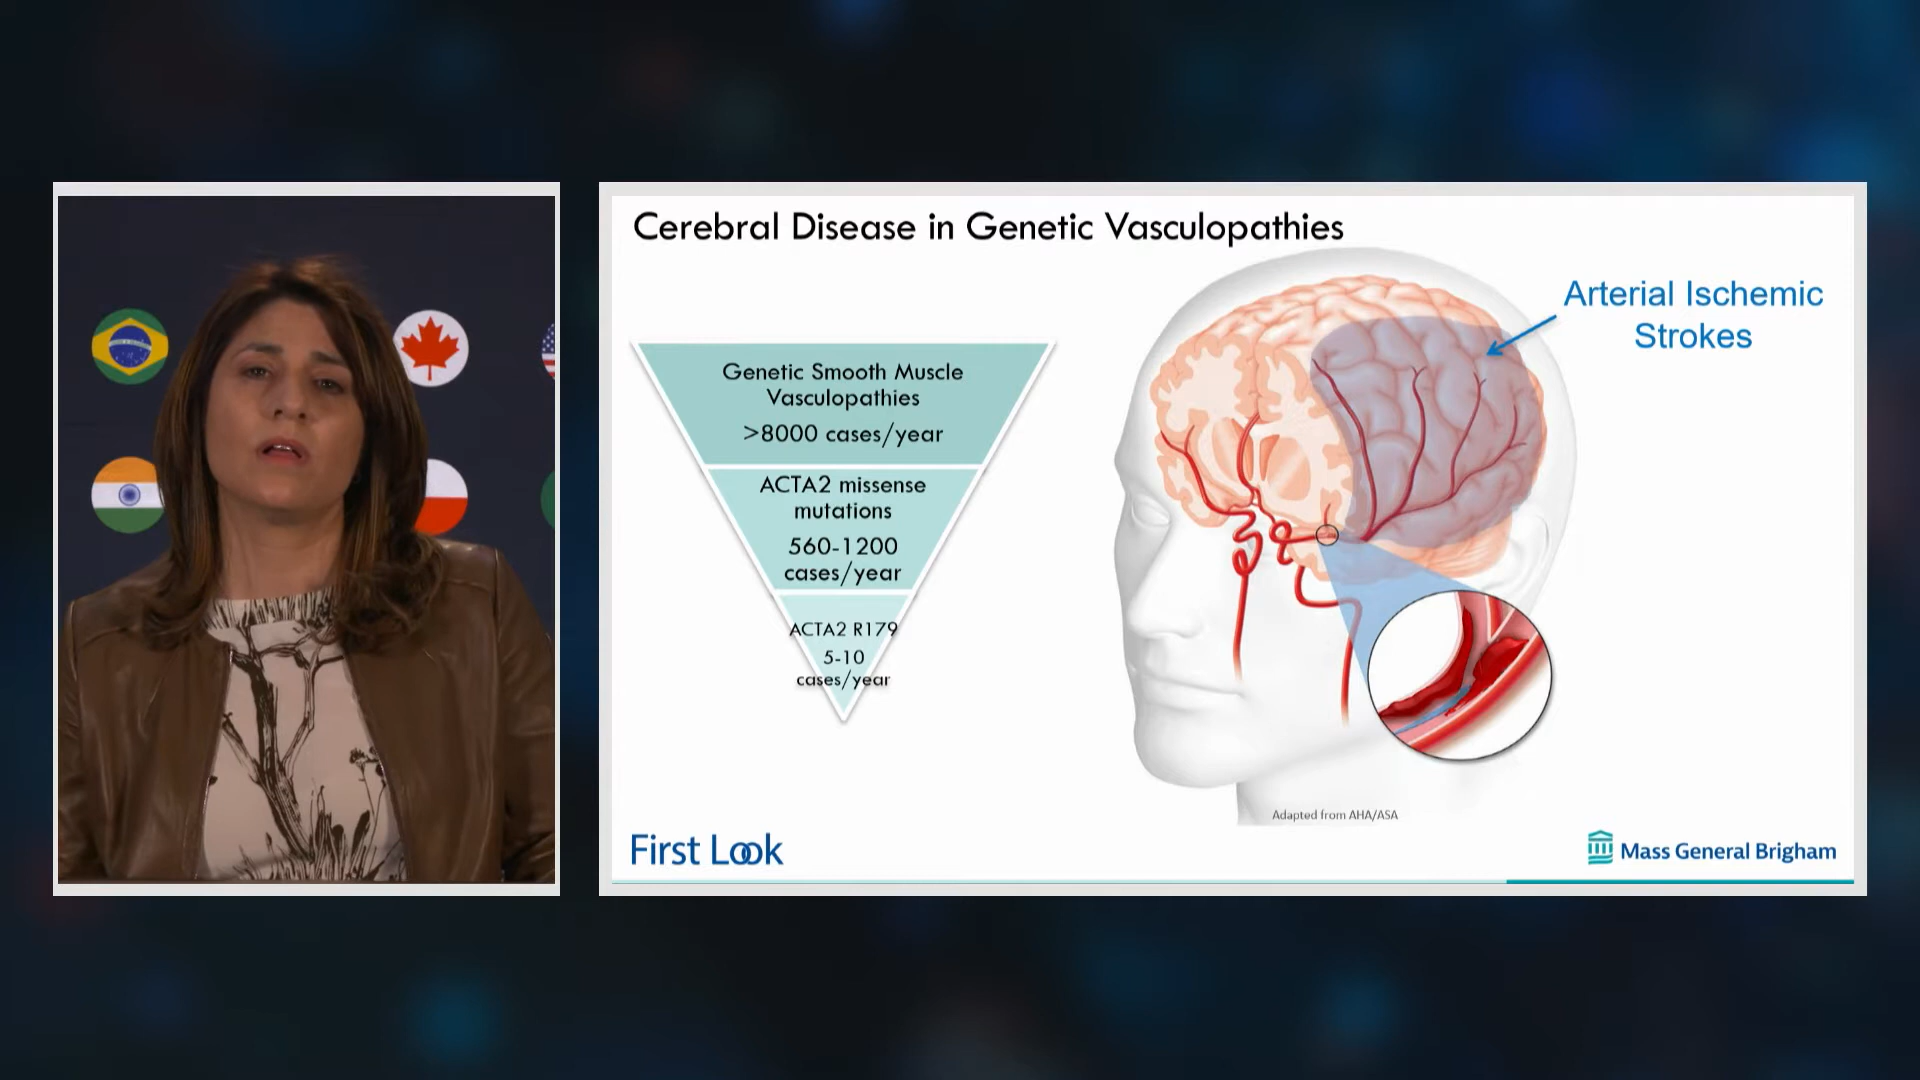 Cerebral Disease in Genetic Vasculopathies
Genetic Smooth Muscle
Vasculopathies
>8000 cases/year
ACTA2 missense
mutations
560-1200
cases/year
ACTA2 R179
5-10
cases/year
Arterial Ischemic
Strokes
Adapted from AHA/ASA
First Look
Mass General Brigham